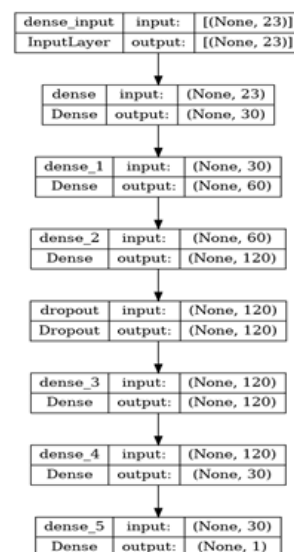 dense_input input: [(None, 23)]
InputLayer output: [(None, 23)]
dense input: (None, 23)
Dense output: (None, 30)
dense_1 input: (None, 30)
Dense output: (None, 60)
dense_2 input: (None, 60)
Dense output: (None, 120)
dropout input: (None, 120)
Dropout output: (None, 120)
dense_3 input: (None, 120)
Dense output: (None, 120)
dense_4 input: (None, 120)
Dense output: (None, 30)
dense_5 input: (None, 30)
Dense output: (None, 1)